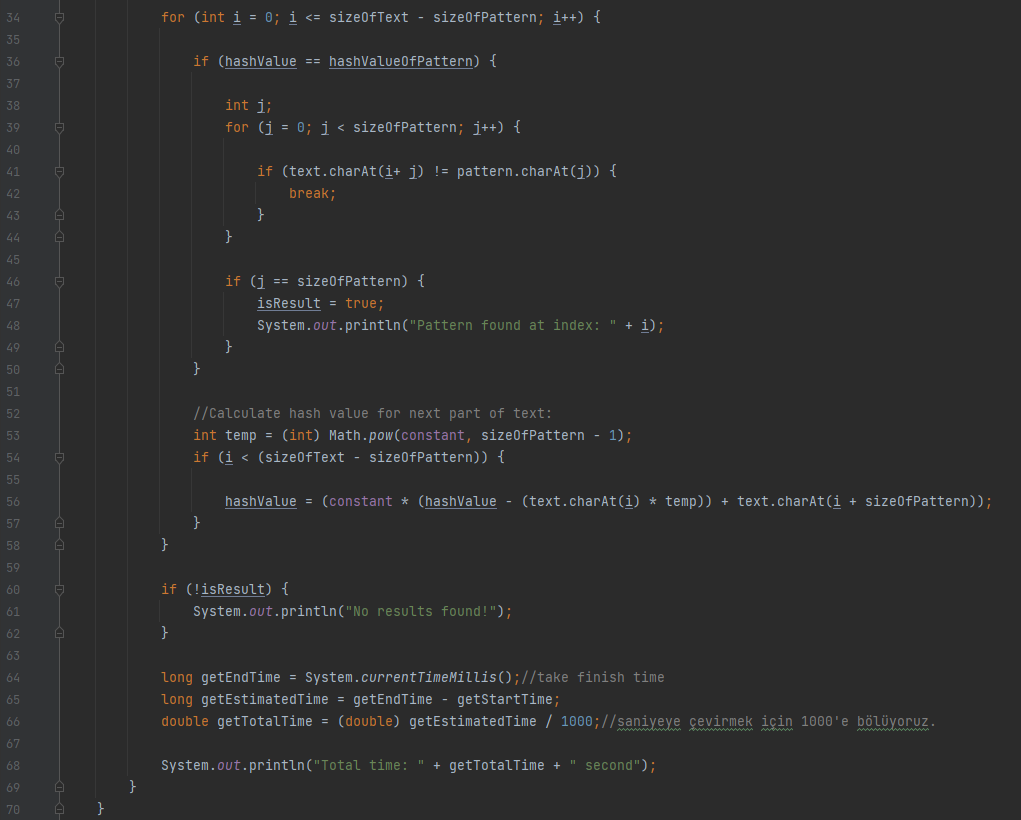 34 for (int i = 0; i <= sizeOfText - sizeOfPattern; i++) {
35
36 if (hashValue == hashValueOfPattern) {
37
38 int j;
39 for (j = 0; j < sizeOfPattern; j++) {
40
41 if (text.charAt(i+ j) != pattern.charAt(j)) {
42 break;
43 }
44 }
45
46 if (j == sizeOfPattern) {
47 isResult = true;
48 System.out.println("Pattern found at index: " + i);
49 }
50 }
51
52 //Calculate hash value for next part of text:
53 int temp = (int) Math.pow(constant, sizeOfPattern - 1);
54 if (i < (sizeOfText - sizeOfPattern)) {
55
56 hashValue = (constant * (hashValue - (text.charAt(i) * temp)) + text.charAt(i + sizeOfPattern));
57 }
58 }
59
60 if (!isResult) {
61 System.out.println("No results found!");
62 }
63
64 long getEndTime = System.currentTimeMillis();//take finish time
65 long getEstimatedTime = getEndTime - getStartTime;
66 double getTotalTime = (double) getEstimatedTime / 1000;//saniyeye çevirmek için 1000'e bölüyoruz.
67
68 System.out.println("Total time: " + getTotalTime + " second");
69 }
70 }